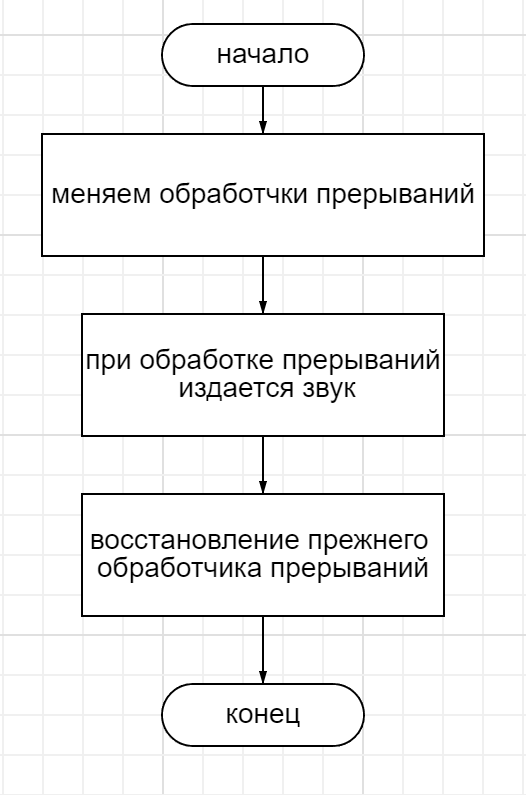 начало
меняем обработчки прерываний
при обработке прерываний
издается звук
восстановление прежнего
обработчика прерываний
конец